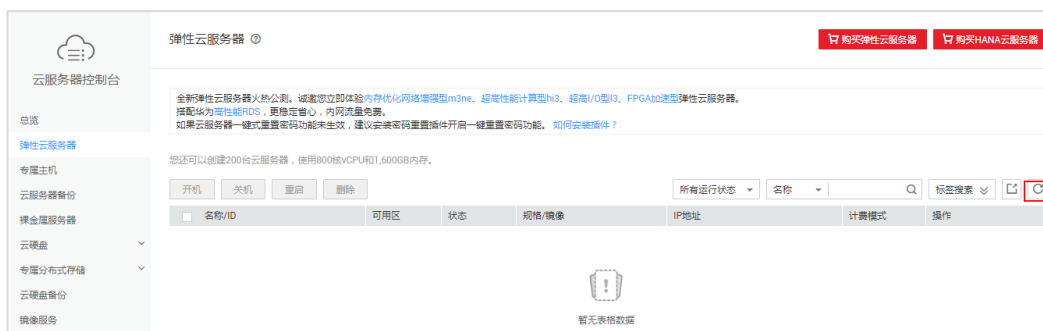 弹性云服务器
购买弹性云服务器
购买HANA云服务器
云服务器控制台
总览
弹性云服务器
专属主机
云服务器备份
裸金属服务器
云硬盘
专属分布式存储
云硬盘备份
镜像服务
全新弹性云服务器火热公测。诚邀您立即体验内存优化网络增强型m3ne、超高性能计算型hi3、超高I/O型I3、FPGA加速型弹性云服务器。
搭配华为高性能RDS，更稳定省心，内网流量免费。
如果云服务器一键式重置密码功能未生效，建议安装密码重置插件开启一键重置密码功能。 如何安装插件？
您还可以创建200台云服务器，使用800核vCPU和1,600GB内存。
开机 关机 重启 删除 所有运行状态 名称 标签搜索
名称/ID 可用区 状态 规格/镜像 IP地址 计费模式 操作
暂无表格数据